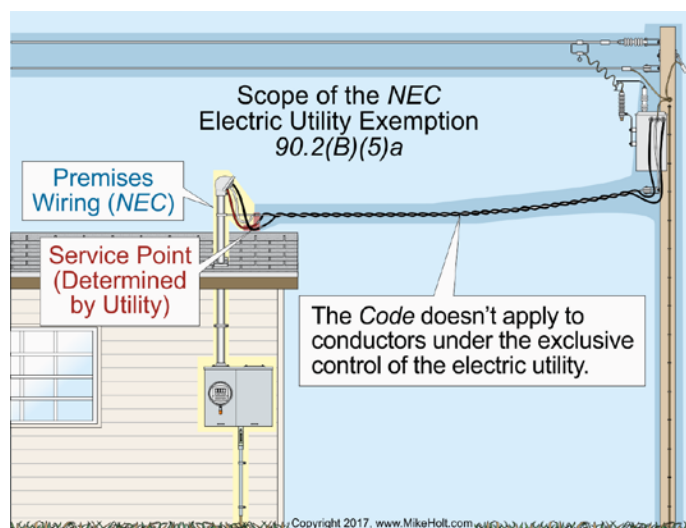 Scope of the NEC
Electric Utility Exemption
90.2(B)(5)a
Premises
Wiring (NEC)
Service Point
(Determined
by Utility)
The Code doesn’t apply to
conductors under the exclusive
control of the electric utility.
Copyright 2017, www.MikeHolt.com